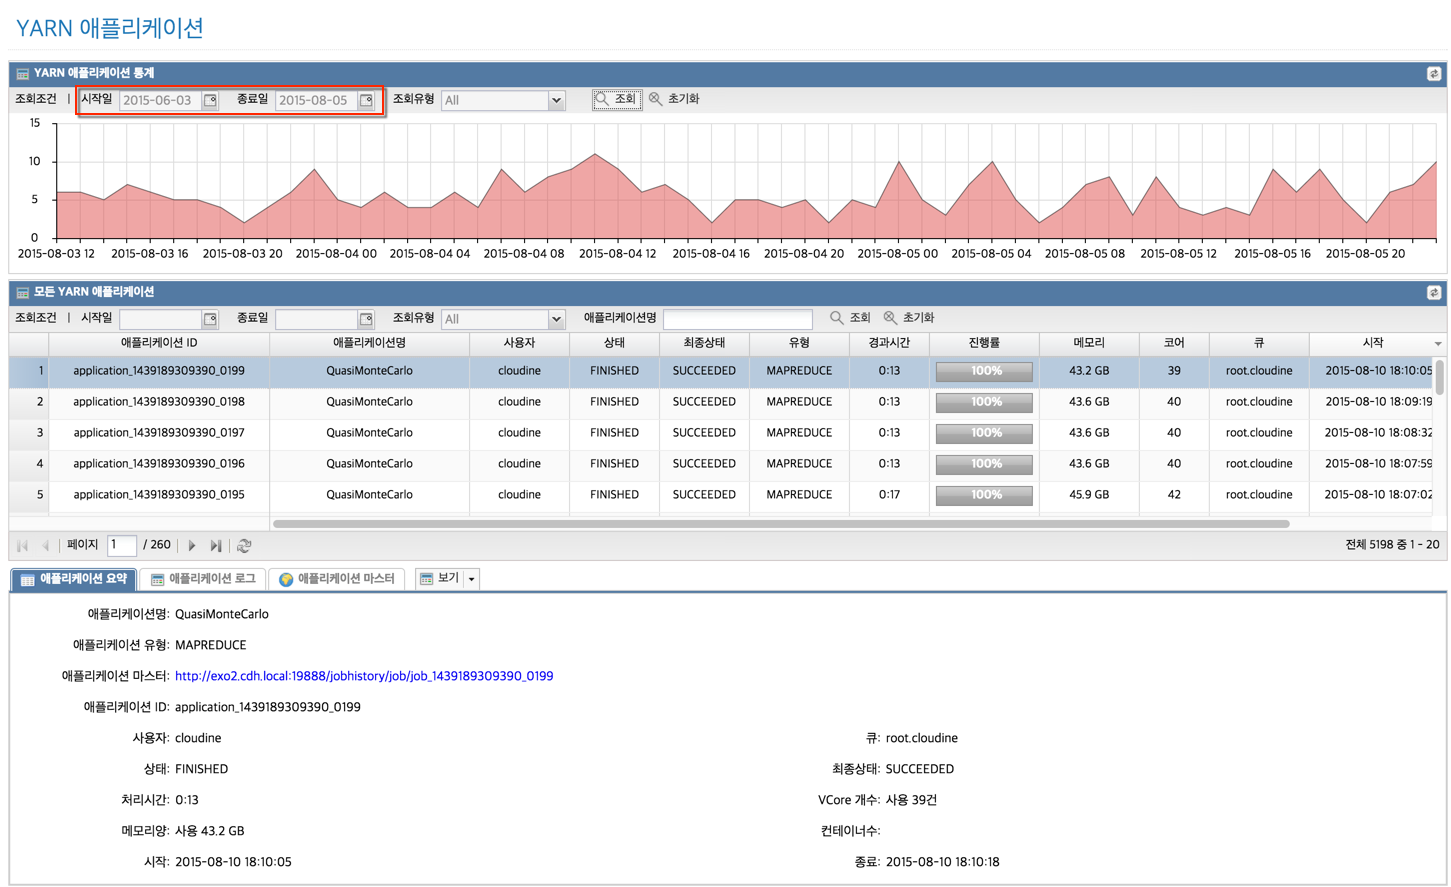 YARN 애플리케이션
YARN 애플리케이션 통계
조회조건 | 시작일 2015-06-03 종료일 2015-08-05 조회유형 All 조회 초기화
15
10
5
0
2015-08-03 12 2015-08-03 16 2015-08-03 20 2015-08-04 00 2015-08-04 04 2015-08-04 08 2015-08-04 12 2015-08-04 16 2015-08-04 20 2015-08-05 00 2015-08-05 04 2015-08-05 08 2015-08-05 12 2015-08-05 16 2015-08-05 20
모든 YARN 애플리케이션
조회조건 | 시작일 종료일 조회유형 All 애플리케이션명 조회 초기화
애플리케이션 ID 애플리케이션명 사용자 상태 최종상태 유형 경과시간 진행률 메모리 코어 큐 시작
1 application_1439189309390_0199 QuasiMonteCarlo cloudine FINISHED SUCCEEDED MAPREDUCE 0:13 100% 43.2 GB 39 root.cloudine 2015-08-10 18:10:05
2 application_1439189309390_0198 QuasiMonteCarlo cloudine FINISHED SUCCEEDED MAPREDUCE 0:13 100% 43.6 GB 40 root.cloudine 2015-08-10 18:09:19
3 application_1439189309390_0197 QuasiMonteCarlo cloudine FINISHED SUCCEEDED MAPREDUCE 0:13 100% 43.6 GB 40 root.cloudine 2015-08-10 18:08:32
4 application_1439189309390_0196 QuasiMonteCarlo cloudine FINISHED SUCCEEDED MAPREDUCE 0:13 100% 43.6 GB 40 root.cloudine 2015-08-10 18:07:59
5 application_1439189309390_0195 QuasiMonteCarlo cloudine FINISHED SUCCEEDED MAPREDUCE 0:17 100% 45.9 GB 42 root.cloudine 2015-08-10 18:07:02
페이지 1 / 260 전체 5198 중 1 - 20
애플리케이션 요약 애플리케이션 로그 애플리케이션 마스터 보기
애플리케이션명: QuasiMonteCarlo
애플리케이션 유형: MAPREDUCE
애플리케이션 마스터: http://exo2.cdh.local:19888/jobhistory/job/job_1439189309390_0199
애플리케이션 ID: application_1439189309390_0199
사용자: cloudine 큐: root.cloudine
상태: FINISHED 최종상태: SUCCEEDED
처리시간: 0:13 VCore 개수: 사용 39건
메모리양: 사용 43.2 GB 컨테이너수:
시작: 2015-08-10 18:10:05 종료: 2015-08-10 18:10:18